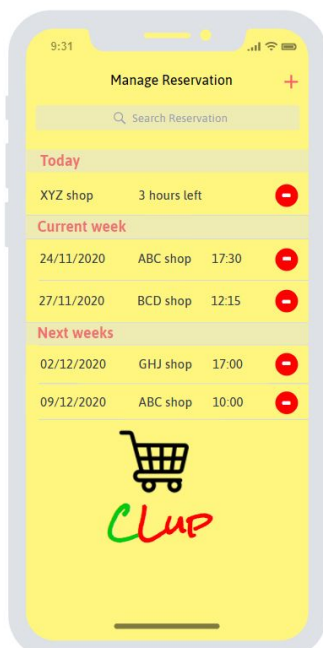 9:31
Manage Reservation +
Search Reservation
Today
XYZ shop 3 hours left
Current week
24/11/2020 ABC shop 17:30
27/11/2020 BCD shop 12:15
Next weeks
02/12/2020 GHJ shop 17:00
09/12/2020 ABC shop 10:00
CLup